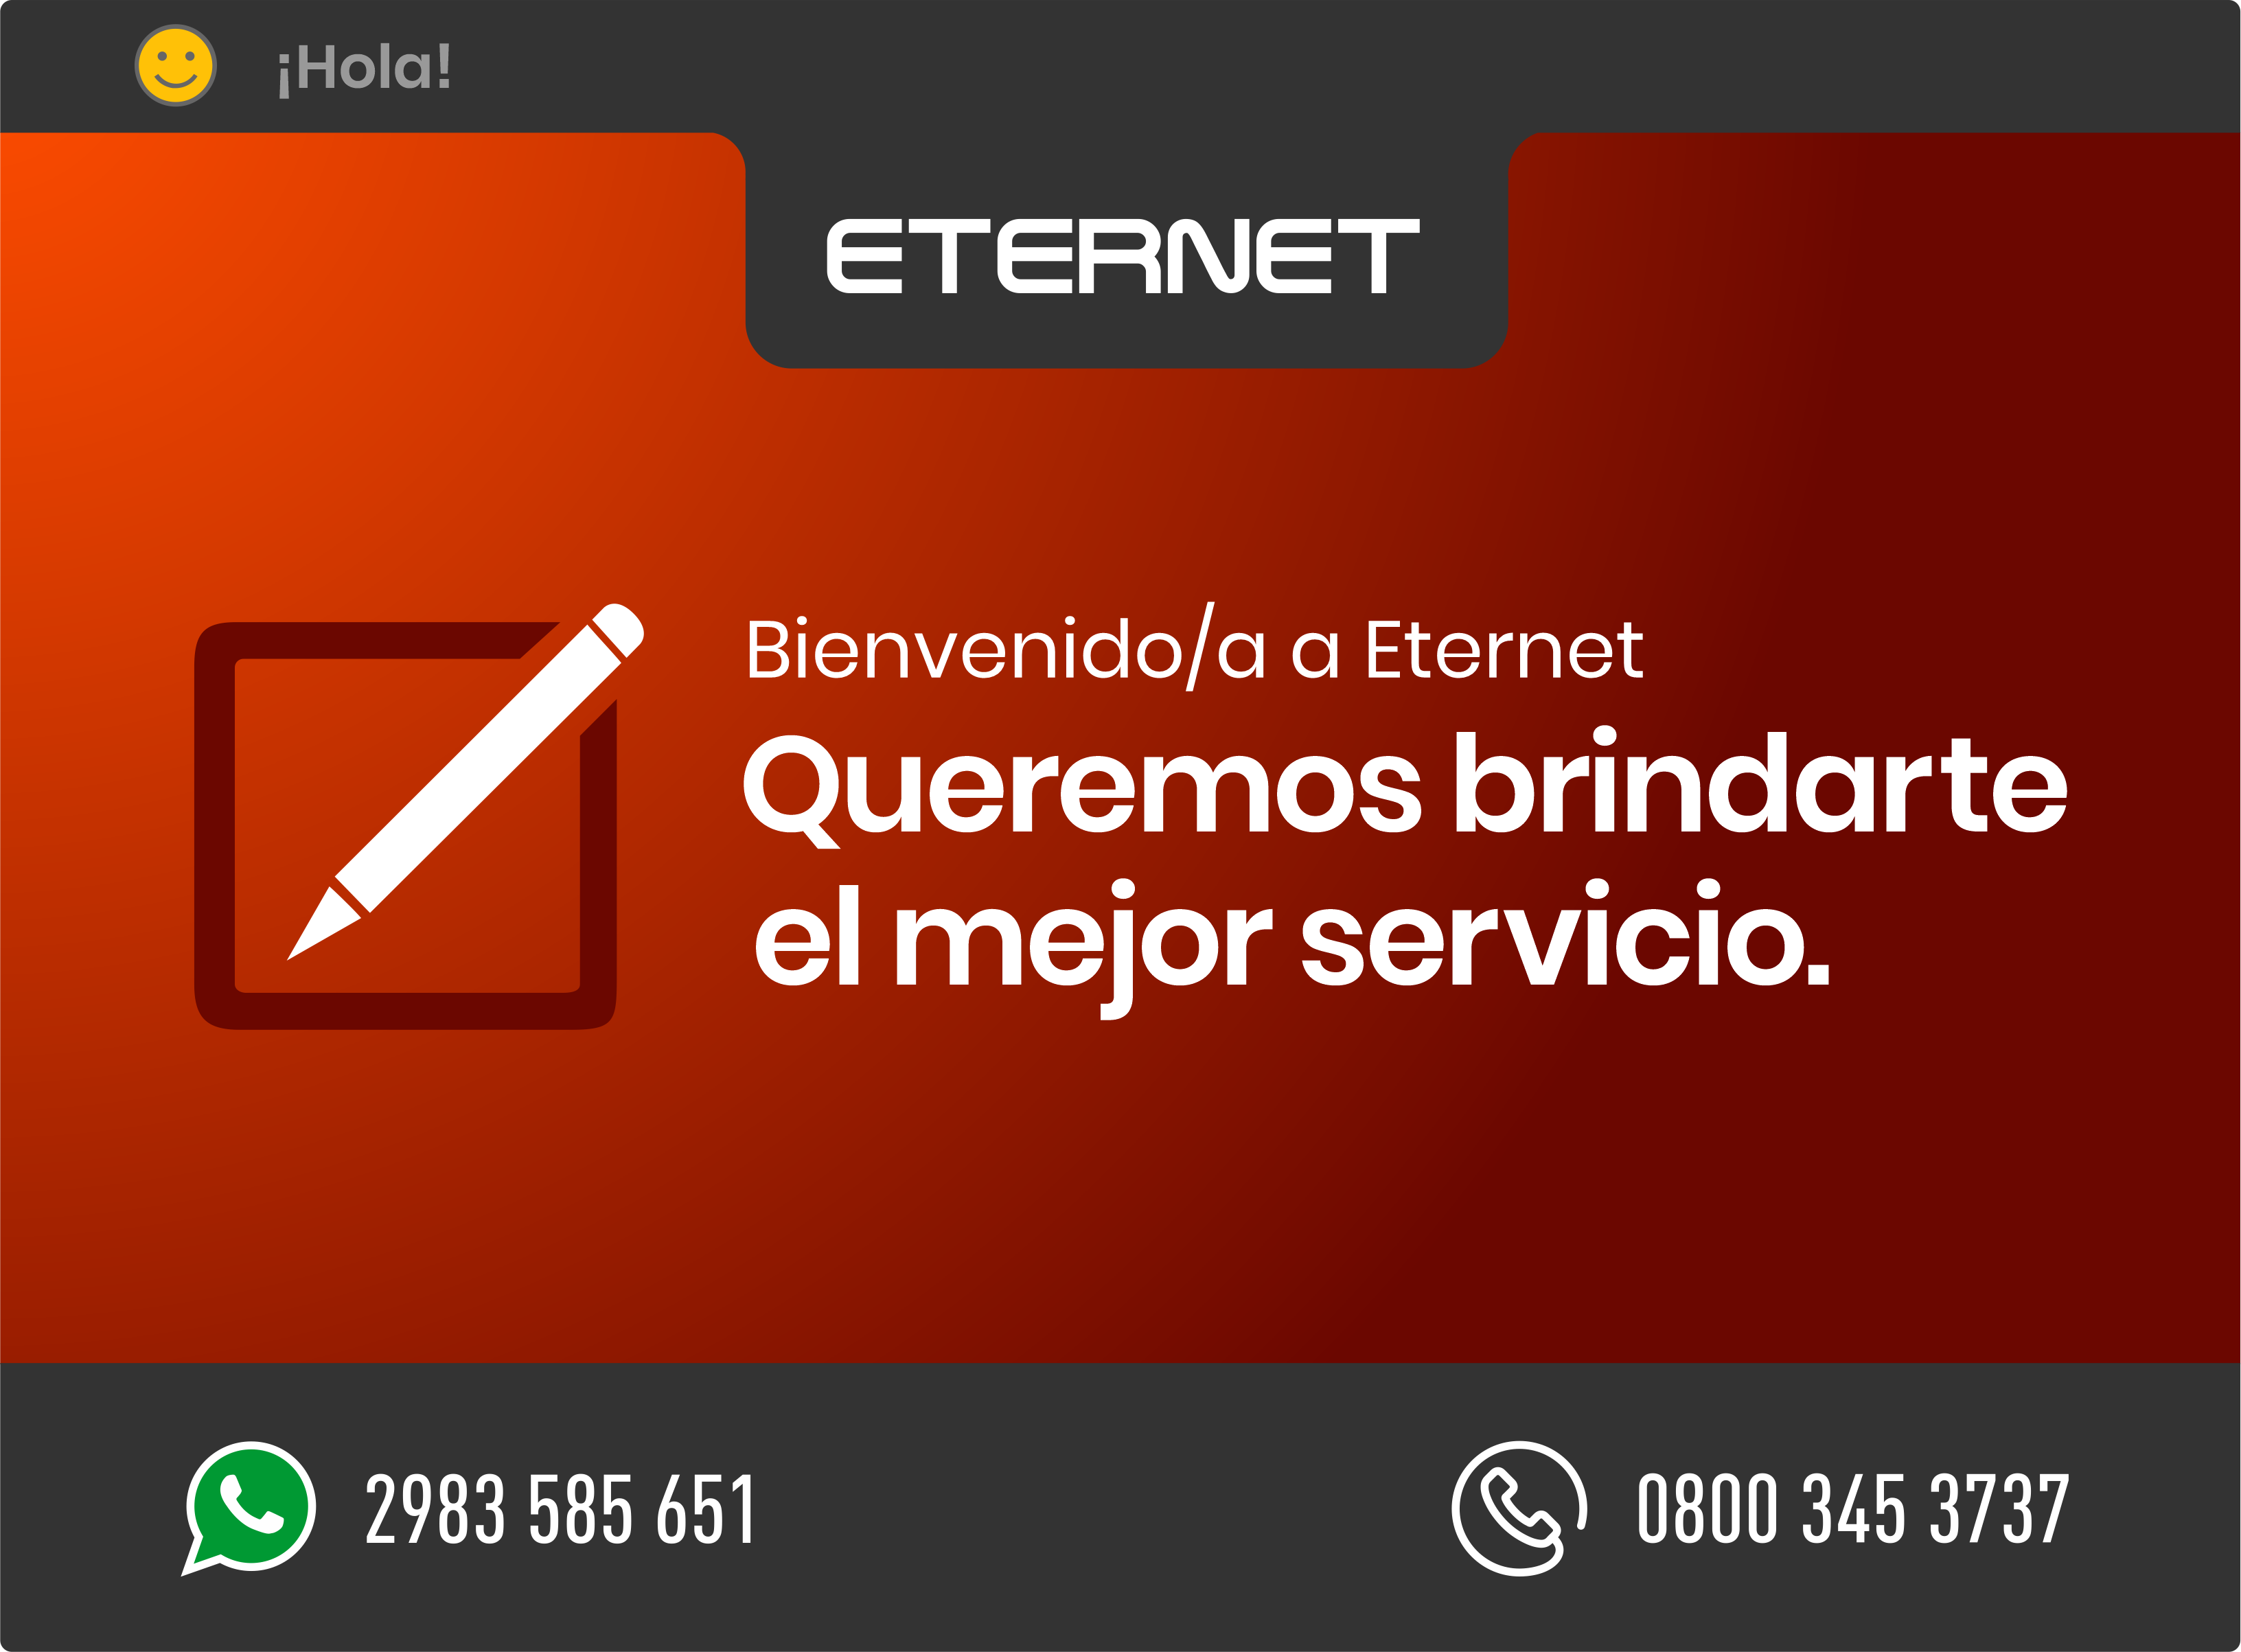 ¡Hola!
ETERNET
Bienvenido/a a Eternet
Queremos brindarte
el mejor servicio.
2983 585 651
0800 345 3737